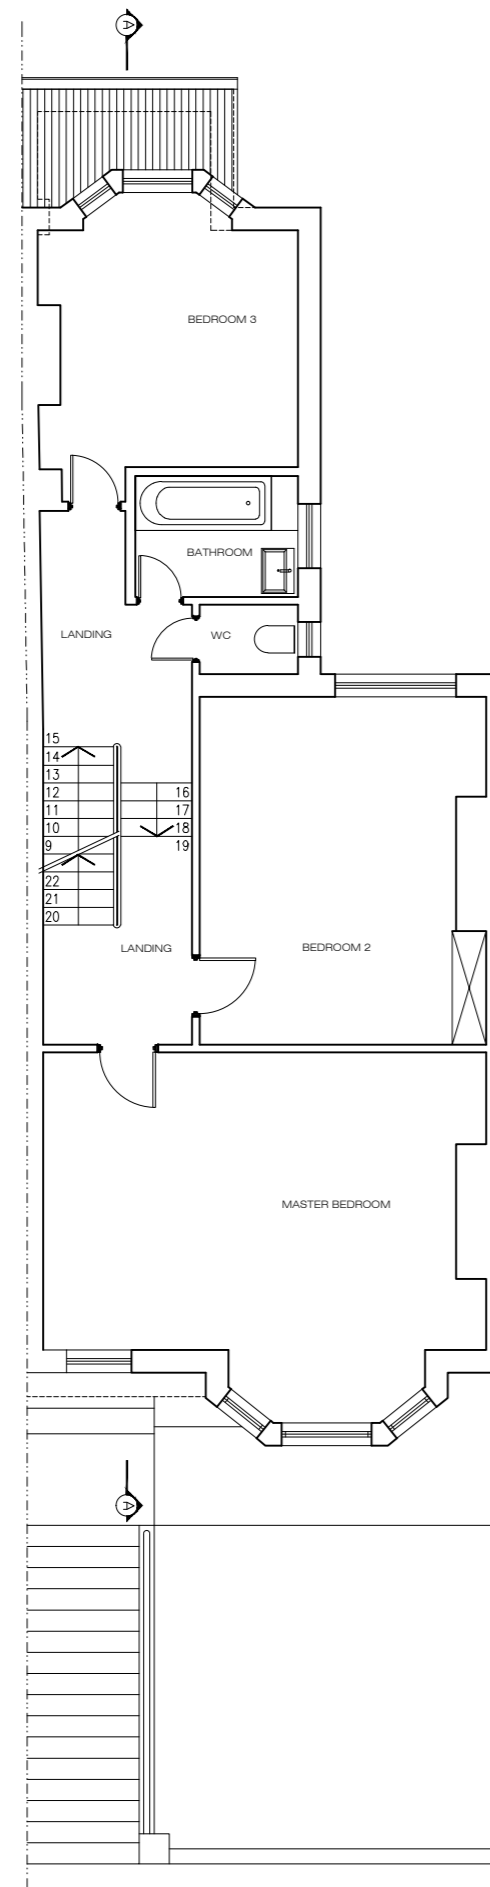 A
BEDROOM 3
BATHROOM
LANDING
WC
15
14
13
12
11
10
9
22
21
20
16
17
18
19
LANDING
BEDROOM 2
MASTER BEDROOM
A